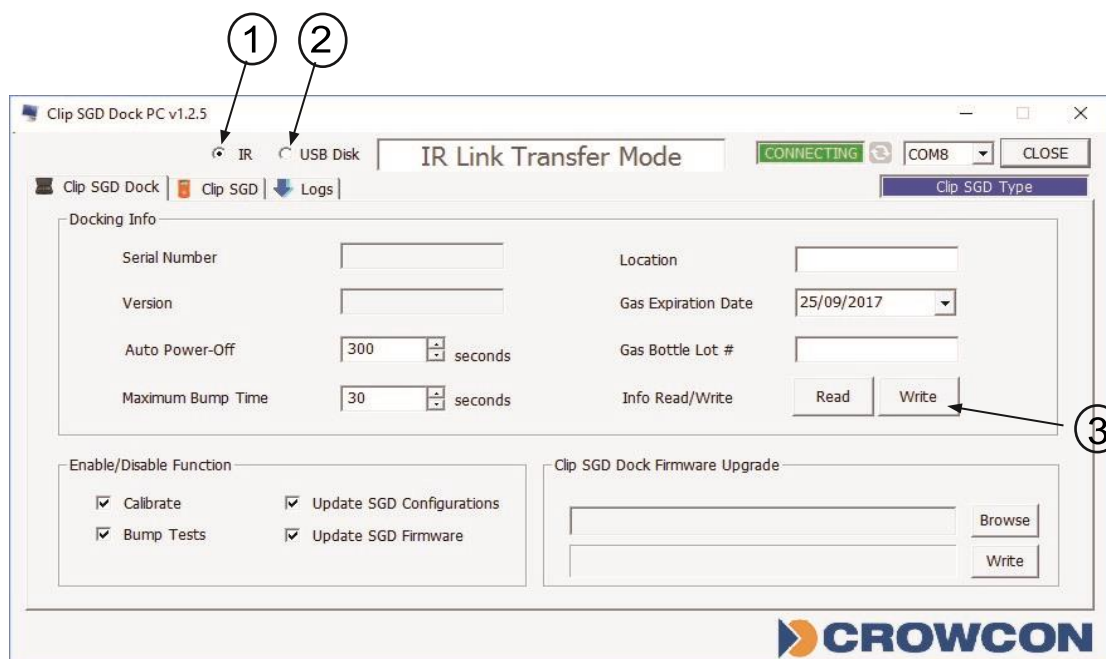 1 2
Clip SGD Dock PC v1.2.5
IR USB Disk IR Link Transfer Mode CONNECTING COM8 CLOSE
Clip SGD Dock Clip SGD Logs Clip SGD Type
Docking Info
Serial Number Location
Version Gas Expiration Date 25/09/2017
Auto Power-Off 300 seconds Gas Bottle Lot #
Maximum Bump Time 30 seconds Info Read/Write Read Write
3
Enable/Disable Function Clip SGD Dock Firmware Upgrade
Calibrate Update SGD Configurations
Browse
Bump Tests Update SGD Firmware
Write
CROWCON